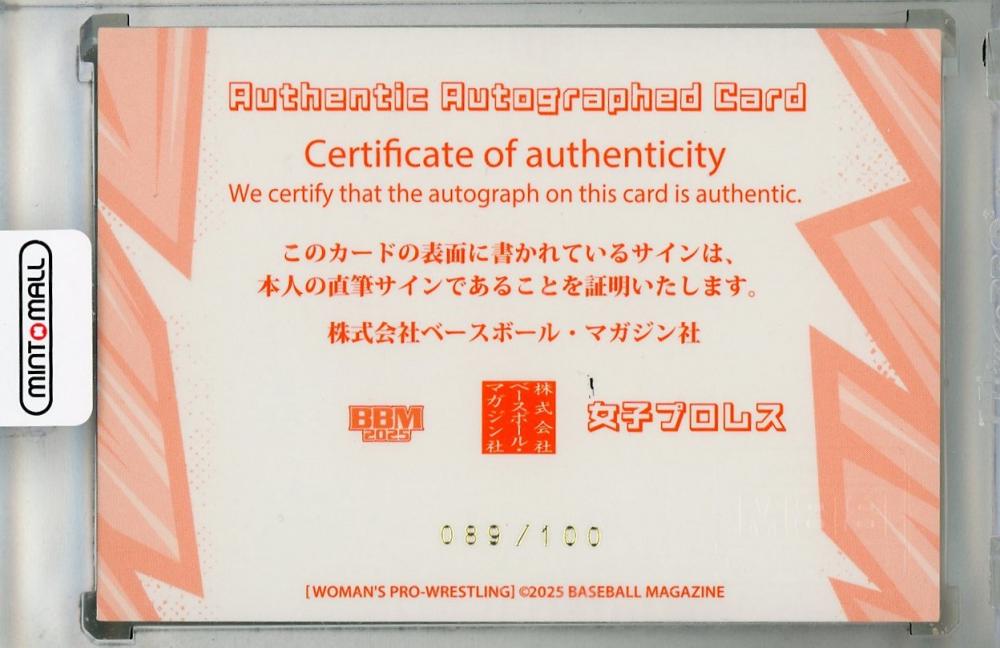 Authentic Autographed Card
Certificate of authenticity
We certify that the autograph on this card is authentic.
このカードの表面に書かれているサインは、
本人の直筆サインであることを証明いたします。
株式会社ベースボール・マガジン社
BBM
2025
株式会社
ベースボール・
マガジン社
女子プロレス
089/100
[WOMAN'S PRO-WRESTLING] ©2025 BASEBALL MAGAZINE
MINTOMALL